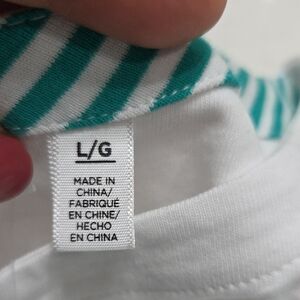 L/G
MADE IN
CHINA/
FABRIQUÉ
EN CHINE/
HECHO
EN CHINA